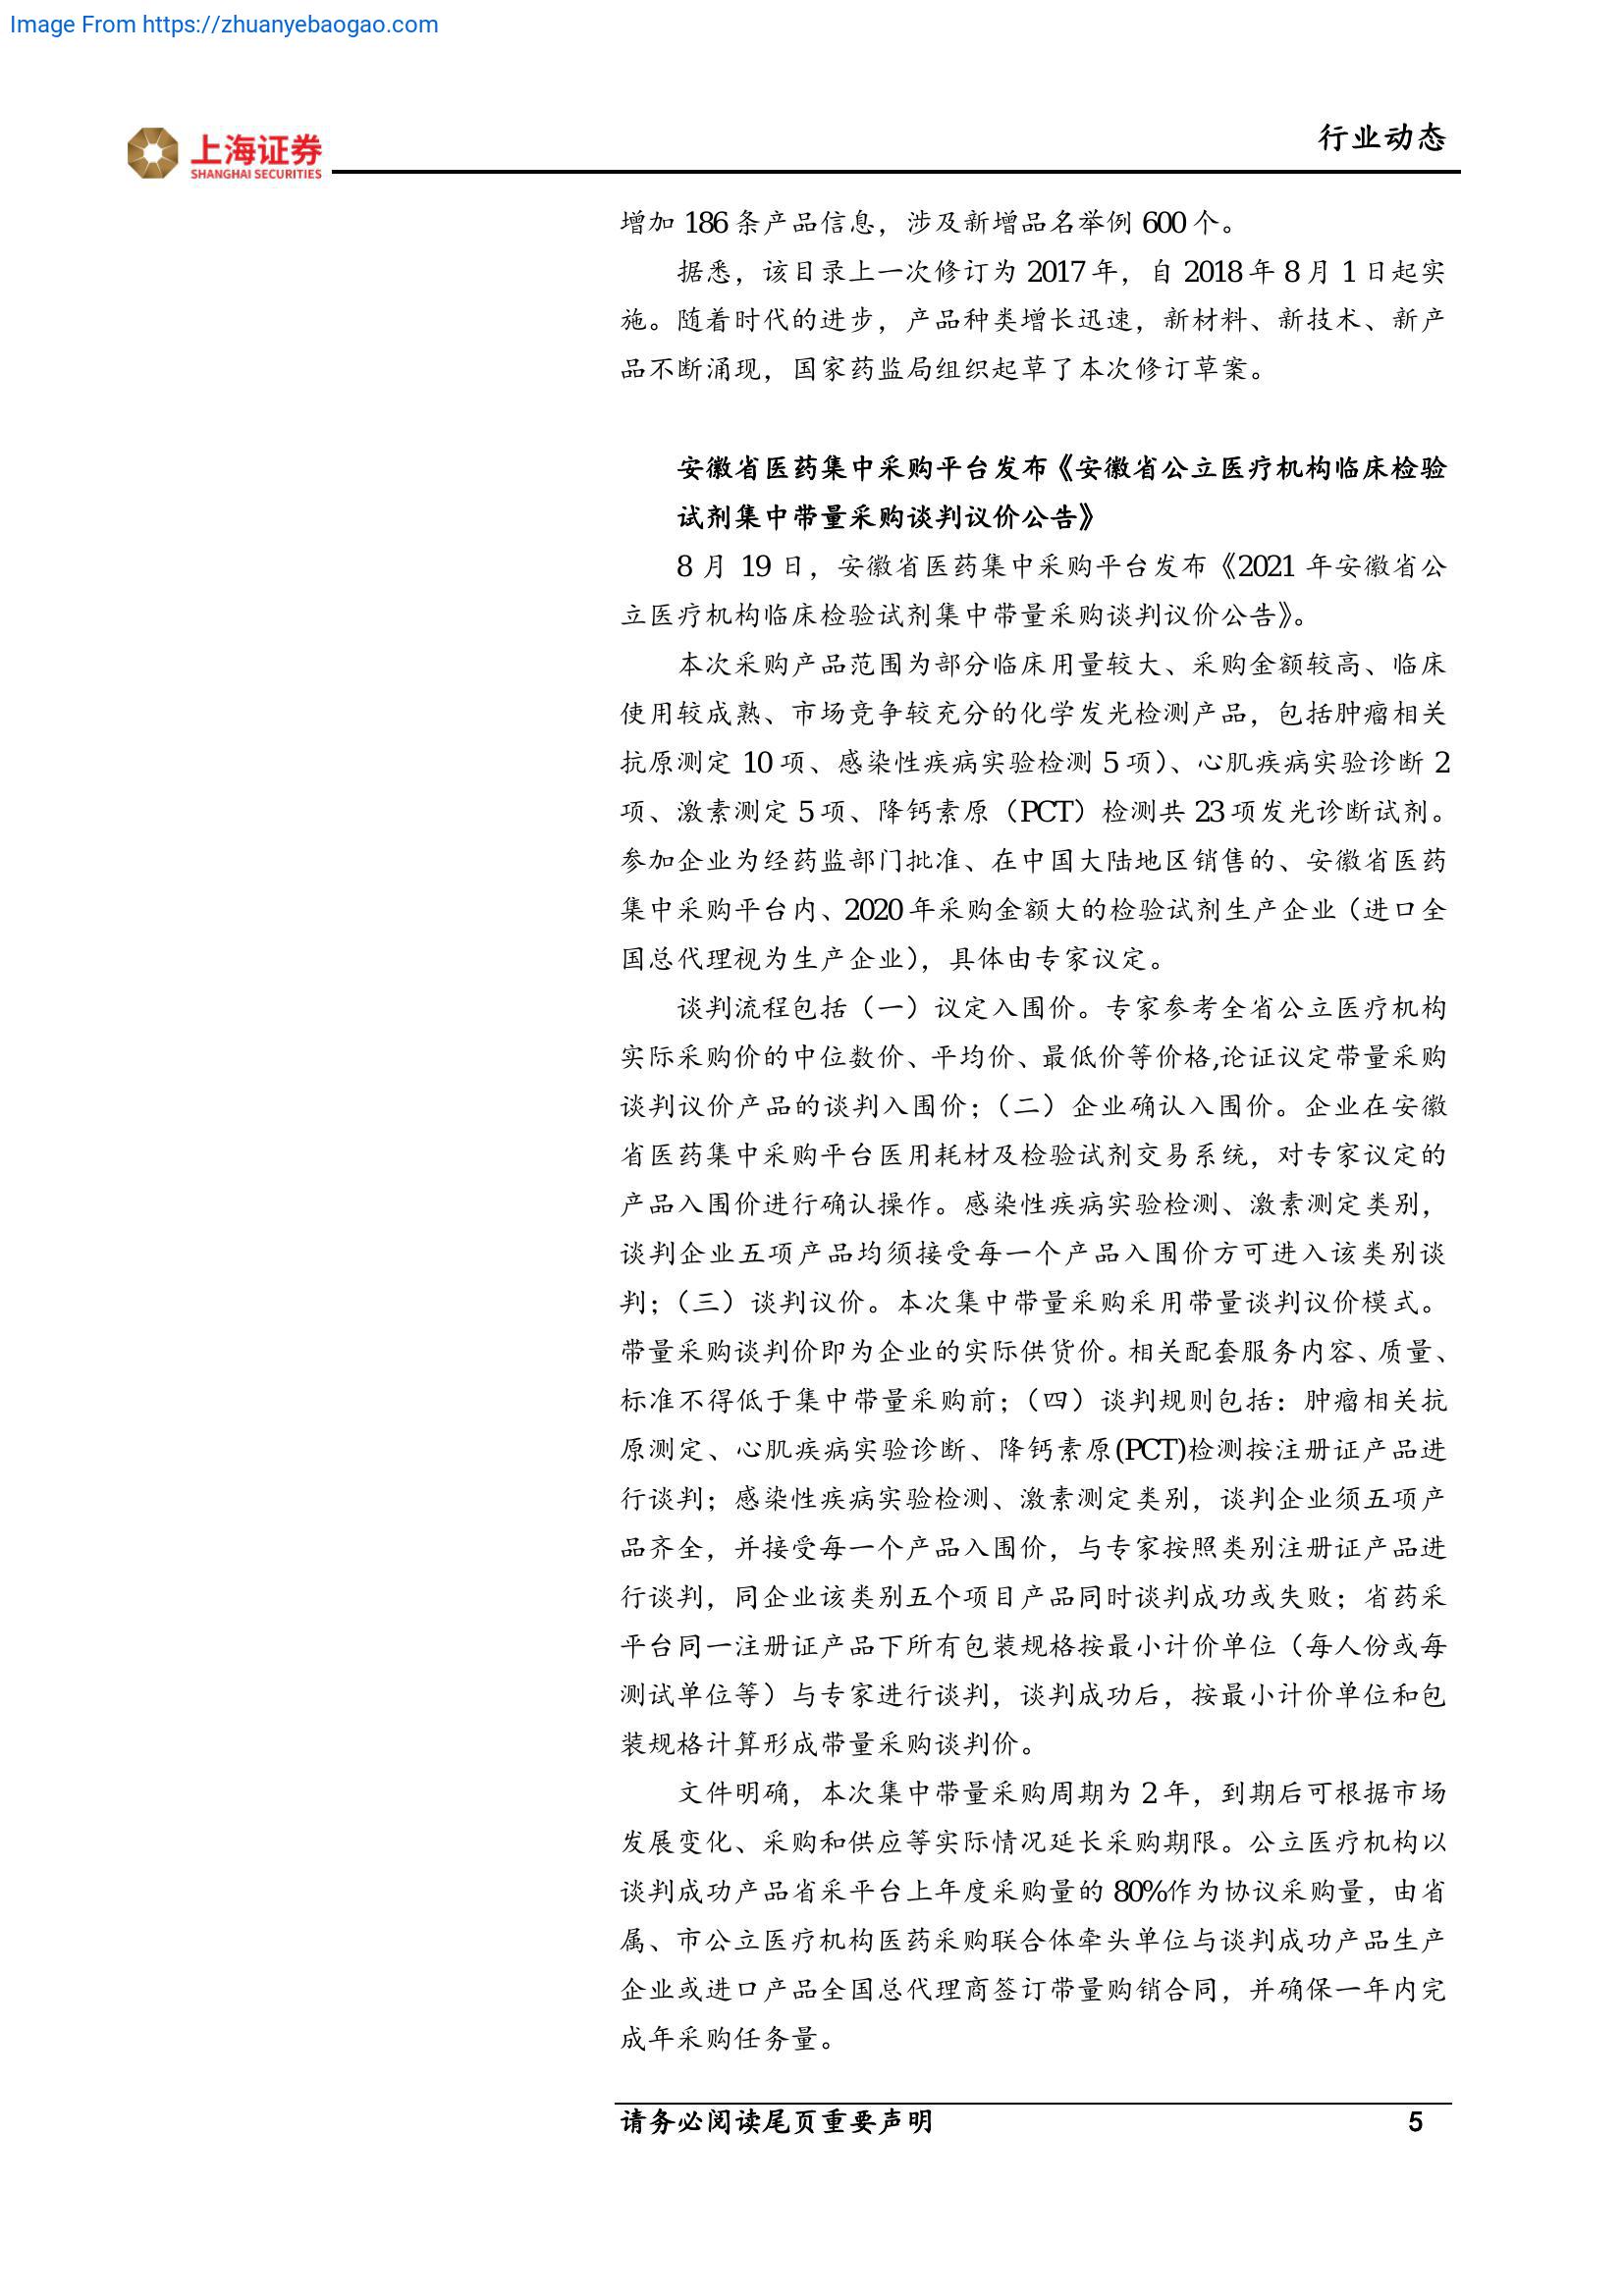 Image From https://zhuanyebaogao.com
上海证券
SHANGHAI SECURITIES
行业动态
增加 186 条产品信息，涉及新增品名举例 600 个。
据悉，该目录上一次修订为 2017 年，自 2018 年 8 月 1 日起实
施。随着时代的进步，产品种类增长迅速，新材料、新技术、新产
品不断涌现，国家药监局组织起草了本次修订草案。
安徽省医药集中采购平台发布《安徽省公立医疗机构临床检验
试剂集中带量采购谈判议价公告》
8 月 19 日，安徽省医药集中采购平台发布《2021 年安徽省公
立医疗机构临床检验试剂集中带量采购谈判议价公告》。
本次采购产品范围为部分临床用量较大、采购金额较高、临床
使用较成熟、市场竞争较充分的化学发光检测产品，包括肿瘤相关
抗原测定 10 项、感染性疾病实验检测 5 项）、心肌疾病实验诊断 2
项、激素测定 5 项、降钙素原（PCT）检测共 23 项发光诊断试剂。
参加企业为经药监部门批准、在中国大陆地区销售的、安徽省医药
集中采购平台内、2020 年采购金额大的检验试剂生产企业（进口全
国总代理视为生产企业），具体由专家议定。
谈判流程包括（一）议定入围价。专家参考全省公立医疗机构
实际采购价的中位数价、平均价、最低价等价格,论证议定带量采购
谈判议价产品的谈判入围价；（二）企业确认入围价。企业在安徽
省医药集中采购平台医用耗材及检验试剂交易系统，对专家议定的
产品入围价进行确认操作。感染性疾病实验检测、激素测定类别，
谈判企业五项产品均须接受每一个产品入围价方可进入该类别谈
判；（三）谈判议价。本次集中带量采购采用带量谈判议价模式。
带量采购谈判价即为企业的实际供货价。相关配套服务内容、质量、
标准不得低于集中带量采购前；（四）谈判规则包括：肿瘤相关抗
原测定、心肌疾病实验诊断、降钙素原(PCT)检测按注册证产品进
行谈判；感染性疾病实验检测、激素测定类别，谈判企业须五项产
品齐全，并接受每一个产品入围价，与专家按照类别注册证产品进
行谈判，同企业该类别五个项目产品同时谈判成功或失败；省药采
平台同一注册证产品下所有包装规格按最小计价单位（每人份或每
测试单位等）与专家进行谈判，谈判成功后，按最小计价单位和包
装规格计算形成带量采购谈判价。
文件明确，本次集中带量采购周期为 2 年，到期后可根据市场
发展变化、采购和供应等实际情况延长采购期限。公立医疗机构以
谈判成功产品省采平台上年度采购量的 80%作为协议采购量，由省
属、市公立医疗机构医药采购联合体牵头单位与谈判成功产品生产
企业或进口产品全国总代理商签订带量购销合同，并确保一年内完
成年采购任务量。
请务必阅读尾页重要声明
5